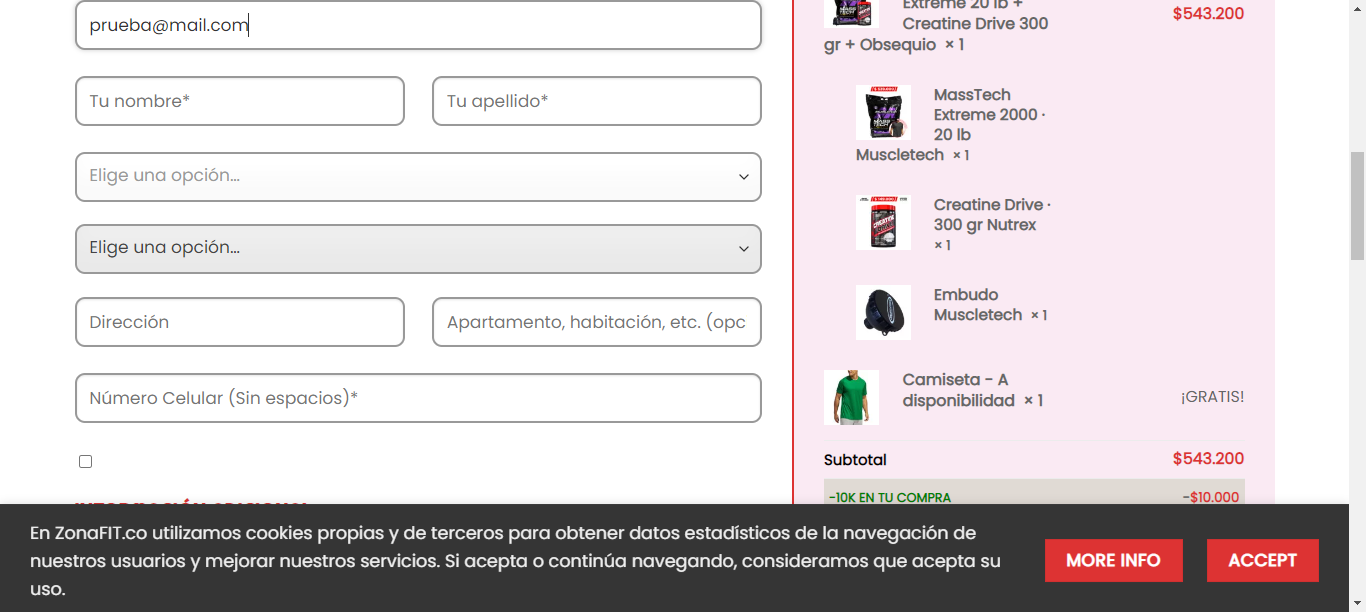 prueba@mail.com
Tu nombre*
Tu apellido*
Elige una opción...
Elige una opción...
Dirección
Apartamento, habitación, etc. (opc
Número Celular (Sin espacios)*
Extreme 20 lb +
Creatine Drive 300
gr + Obsequio × 1
$543.200
MassTech
Extreme 2000 ·
20 lb
Muscletech × 1
Creatine Drive ·
300 gr Nutrex
× 1
Embudo
Muscletech × 1
Camiseta - A
disponibilidad × 1
¡GRATIS!
Subtotal
$543.200
-10K EN TU COMPRA
-$10.000
En ZonaFIT.co utilizamos cookies propias y de terceros para obtener datos estadísticos de la navegación de
nuestros usuarios y mejorar nuestros servicios. Si acepta o continúa navegando, consideramos que acepta su
uso.
MORE INFO
ACCEPT